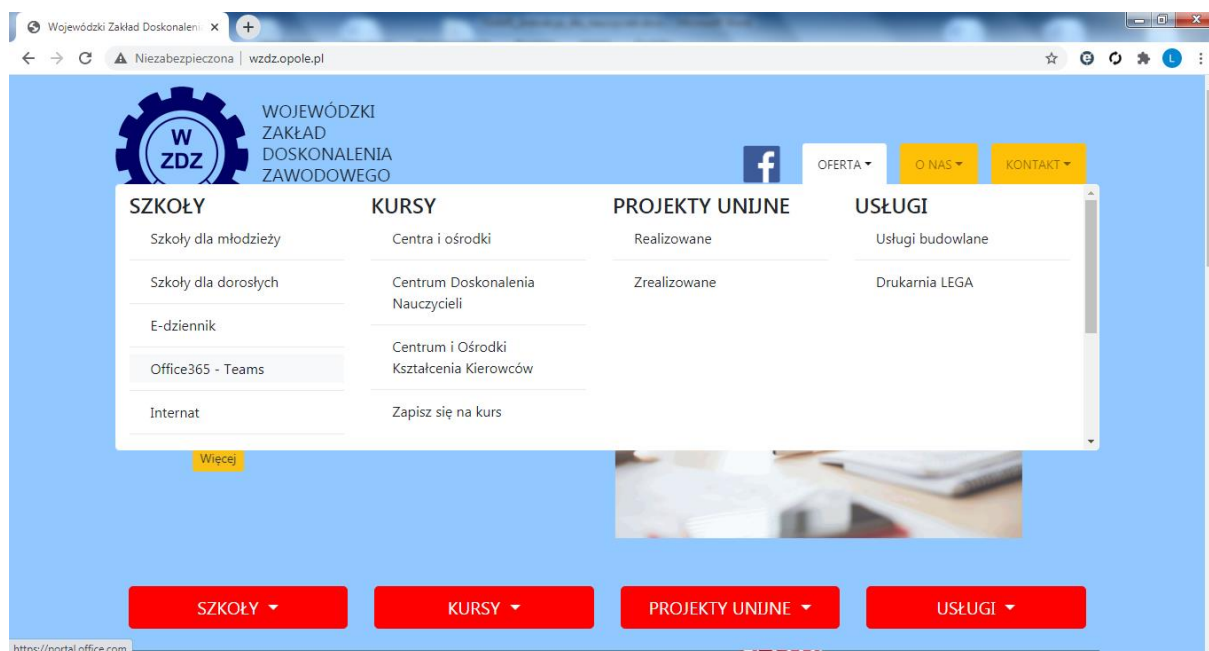 Wojewódzki Zakład Doskonaleni
Niezabezpieczona | wzdz.opole.pl
L
W
ZDZ
WOJEWÓDZKI
ZAKŁAD
DOSKONALENIA
ZAWODOWEGO
f
OFERTA
O NAS
KONTAKT
SZKOŁY
Szkoły dla młodzieży
Szkoły dla dorosłych
E-dziennik
Office365 - Teams
Internat
KURSY
Centra i ośrodki
Centrum Doskonalenia
Nauczycieli
Centrum i Ośrodki
Kształcenia Kierowców
Zapisz się na kurs
PROJEKTY UNIJNE
Realizowane
Zrealizowane
USŁUGI
Usługi budowlane
Drukarnia LEGA
Więcej
SZKOŁY
KURSY
PROJEKTY UNIJNE
USŁUGI
https://portal.office.com